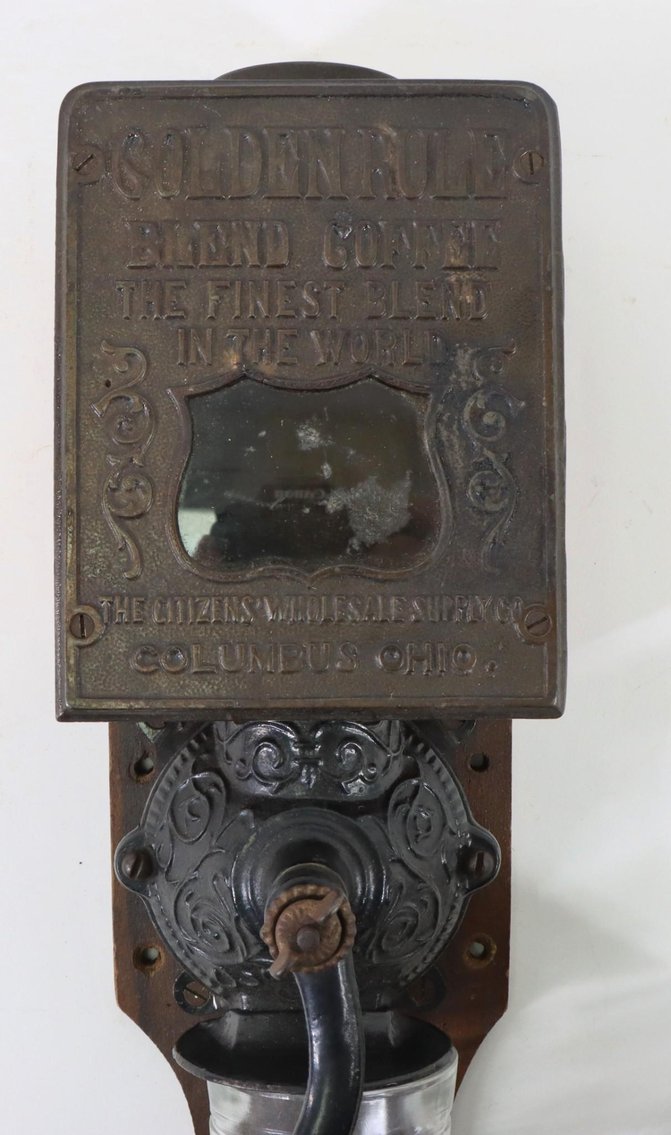 GOLDEN RULE
BLEND COFFEE
THE FINEST BLEND
IN THE WORLD
THE CITIZENS' WHOLESALE SUPPLY CO
COLUMBUS OHIO.